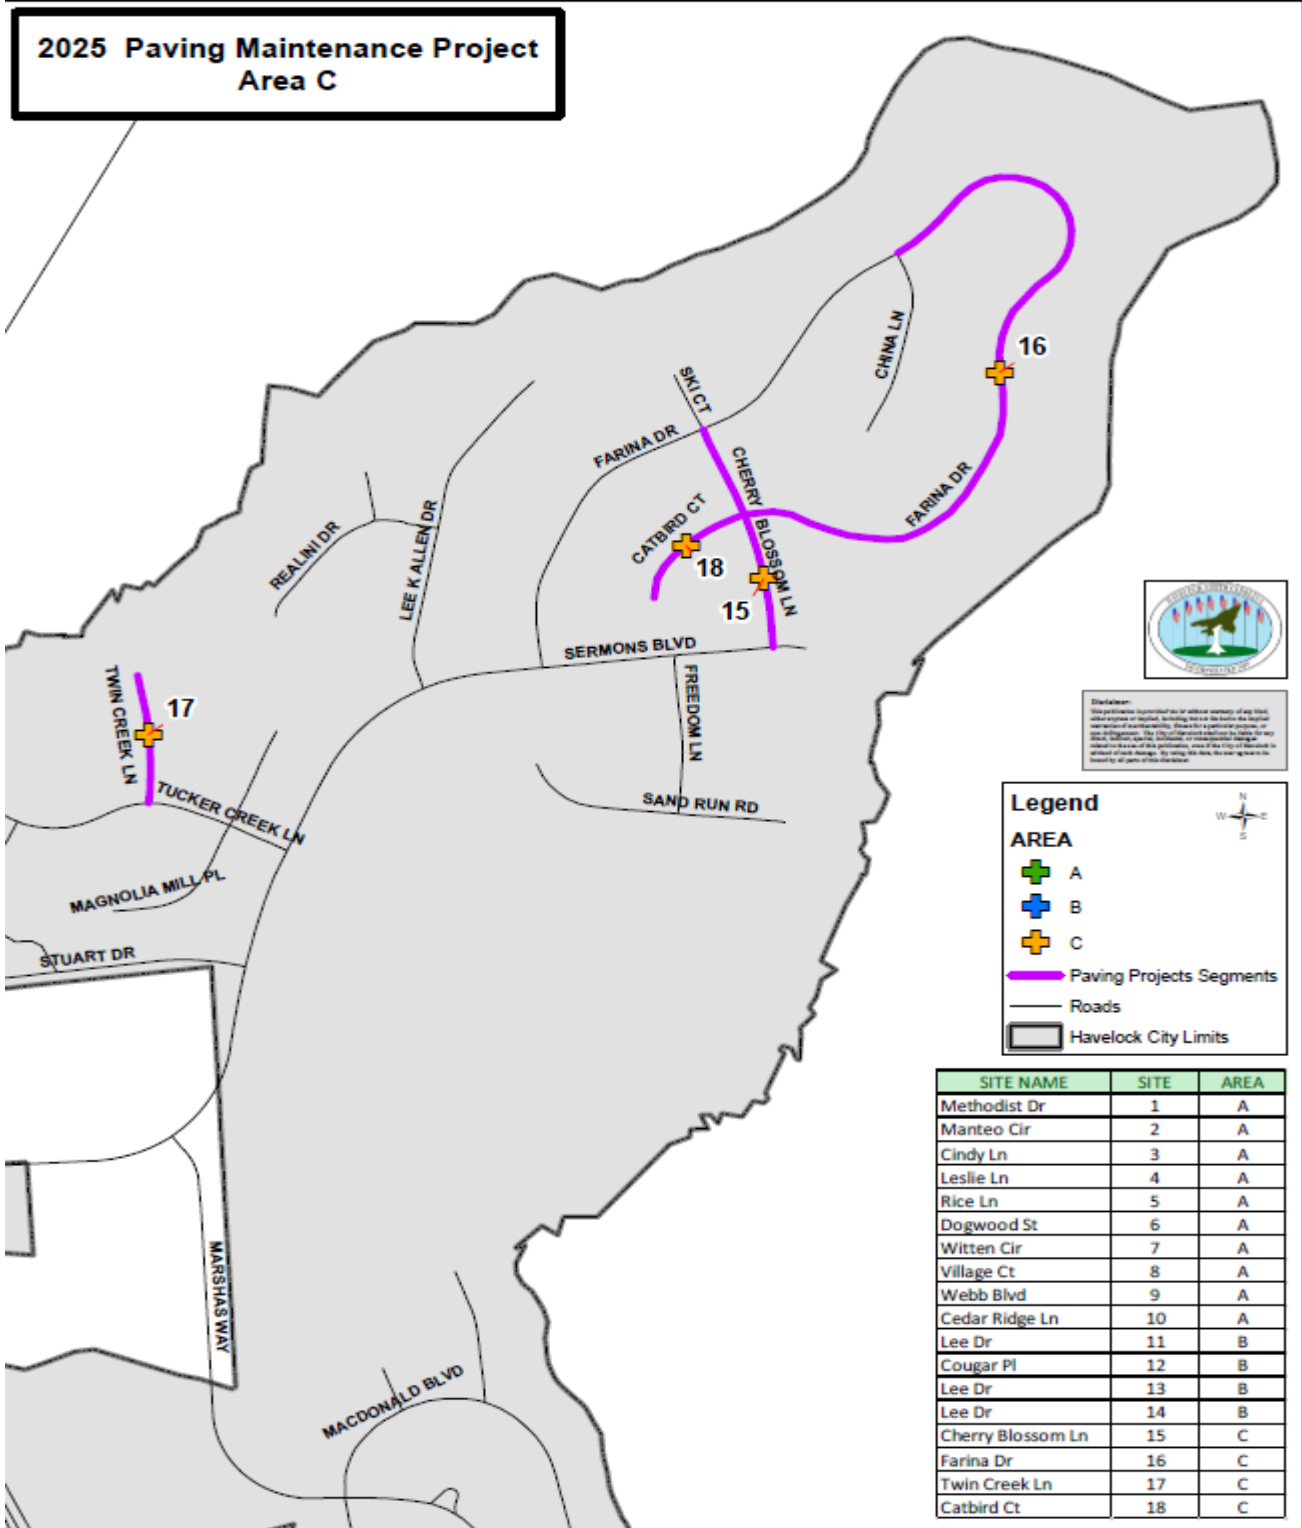 2025 Paving Maintenance Project
Area C
16
CHINA LN
SKI CT
FARINA DR
CHERRY BLOSSOM LN
FARINA DR
CATBIRD CT
18
15
REALINI DR
LEE K ALLEN DR
SERMONS BLVD
FREEDOM LN
TWIN CREEK LN
17
TUCKER CREEK LN
SAND RUN RD
MAGNOLIA MILL PL
STUART DR
MARSHAS WAY
MACDONALD BLVD
Disclaimer:
Legend
N
W E
S
AREA
A
B
C
Paving Projects Segments
Roads
Havelock City Limits
SITE NAME SITE AREA
Methodist Dr 1 A
Manteo Cir 2 A
Cindy Ln 3 A
Leslie Ln 4 A
Rice Ln 5 A
Dogwood St 6 A
Witten Cir 7 A
Village Ct 8 A
Webb Blvd 9 A
Cedar Ridge Ln 10 A
Lee Dr 11 B
Cougar Pl 12 B
Lee Dr 13 B
Lee Dr 14 B
Cherry Blossom Ln 15 C
Farina Dr 16 C
Twin Creek Ln 17 C
Catbird Ct 18 C